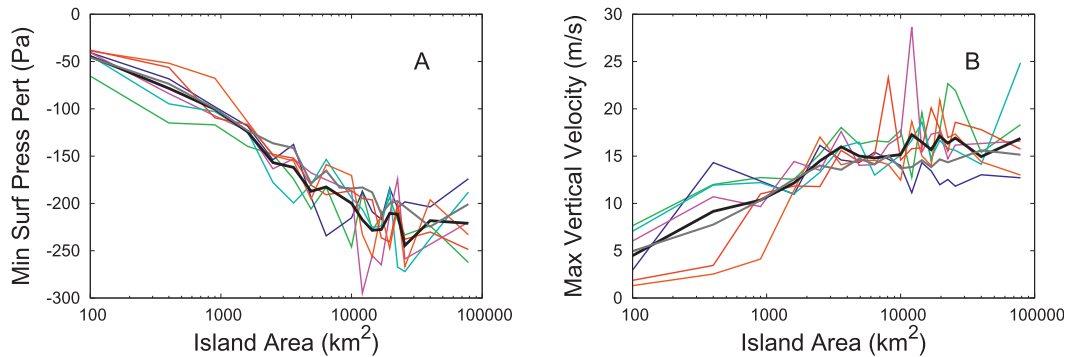 0
-50
-100
-150
-200
-250
-300
Min Surf Press Pert (Pa)
A
100 1000 10000 100000
Island Area (km²)
30
25
20
15
10
5
0
Max Vertical Velocity (m/s)
B
100 1000 10000 100000
Island Area (km²)